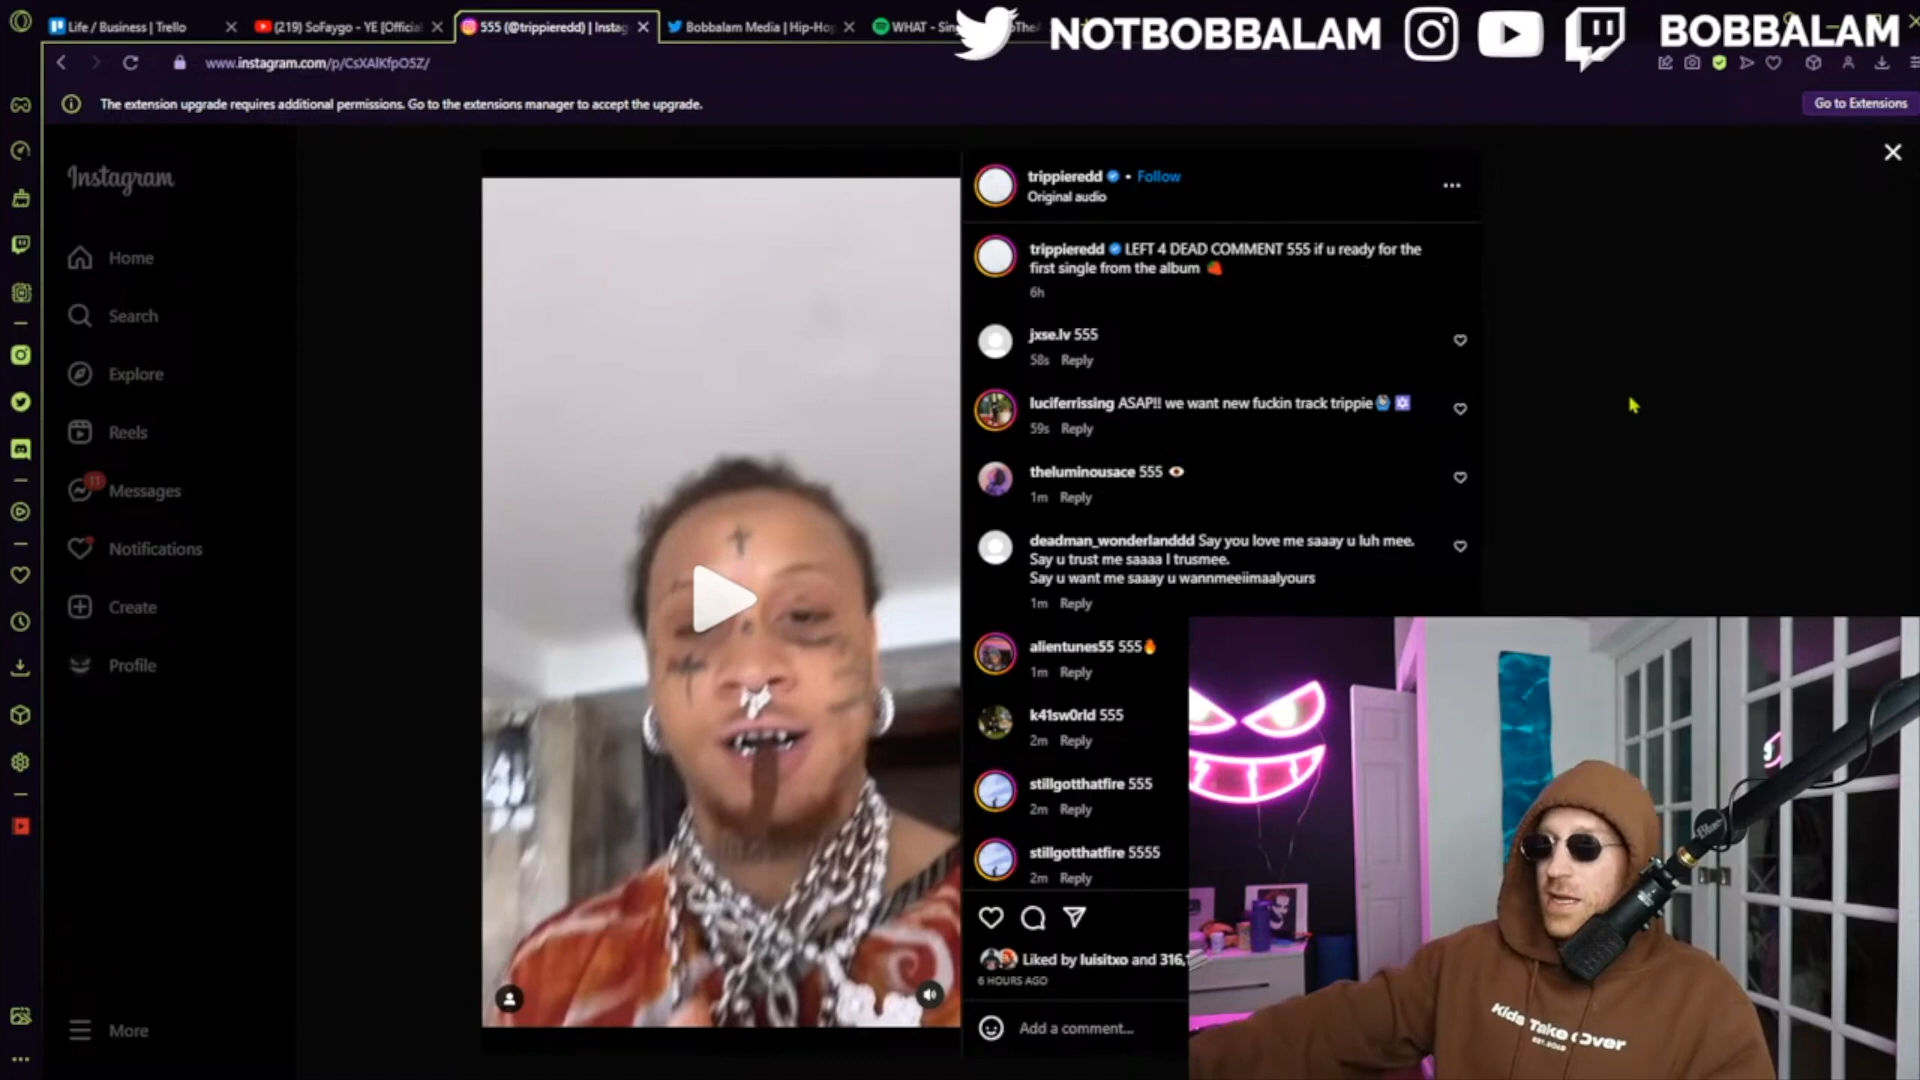 Life / Business | Trello
(219) SoFaygo - YE [Official
555 (@trippieredd) | Instag
Bobbalam Media | Hip-Hop
WHAT - Sin
NOTBOBBALAM
BOBBALAM
www.instagram.com/p/CsXAlKfpO5Z/
The extension upgrade requires additional permissions. Go to the extensions manager to accept the upgrade.
Go to Extensions
Instagram
Home
Search
Explore
Reels
11
Messages
Notifications
Create
Profile
More
trippieredd • Follow
Original audio
•••
trippieredd LEFT 4 DEAD COMMENT 555 if u ready for the
first single from the album 🍓
6h
jxse.lv 555
58s Reply
luciferrissing ASAP!! we want new fuckin track trippie
59s Reply
theluminousace 555 👁️
1m Reply
deadman_wonderlanddd Say you love me saaay u luh mee.
Say u trust me saaaa I trusmee.
Say u want me saaay u wannmeeiimaalyours
1m Reply
alientunes55 555🔥
1m Reply
k41sw0rld 555
2m Reply
stillgotthatfire 555
2m Reply
stillgotthatfire 5555
2m Reply
Liked by luisitxo and 316,
6 HOURS AGO
Add a comment...
Blue
Kids Take Over